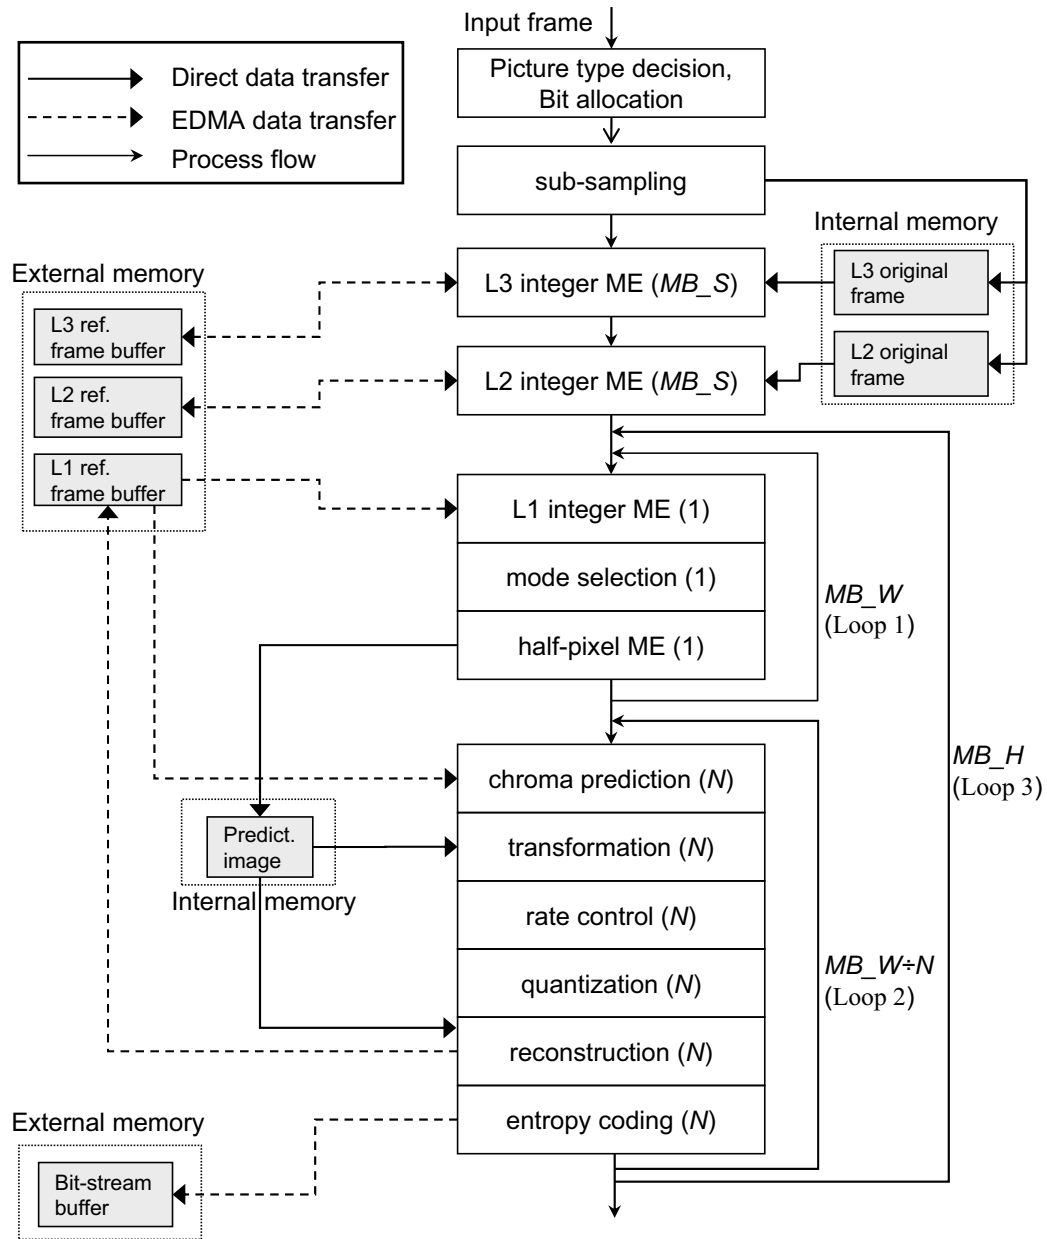 Input frame
Direct data transfer
EDMA data transfer
Process flow
Picture type decision,
Bit allocation
sub-sampling
Internal memory
L3 original
frame
L2 original
frame
External memory
L3 ref.
frame buffer
L2 ref.
frame buffer
L1 ref.
frame buffer
L3 integer ME (MB_S)
L2 integer ME (MB_S)
L1 integer ME (1)
mode selection (1)
half-pixel ME (1)
MB_W
(Loop 1)
MB_H
(Loop 3)
chroma prediction (N)
Predict.
image
Internal memory
transformation (N)
rate control (N)
quantization (N)
MB_W÷N
(Loop 2)
reconstruction (N)
entropy coding (N)
External memory
Bit-stream
buffer